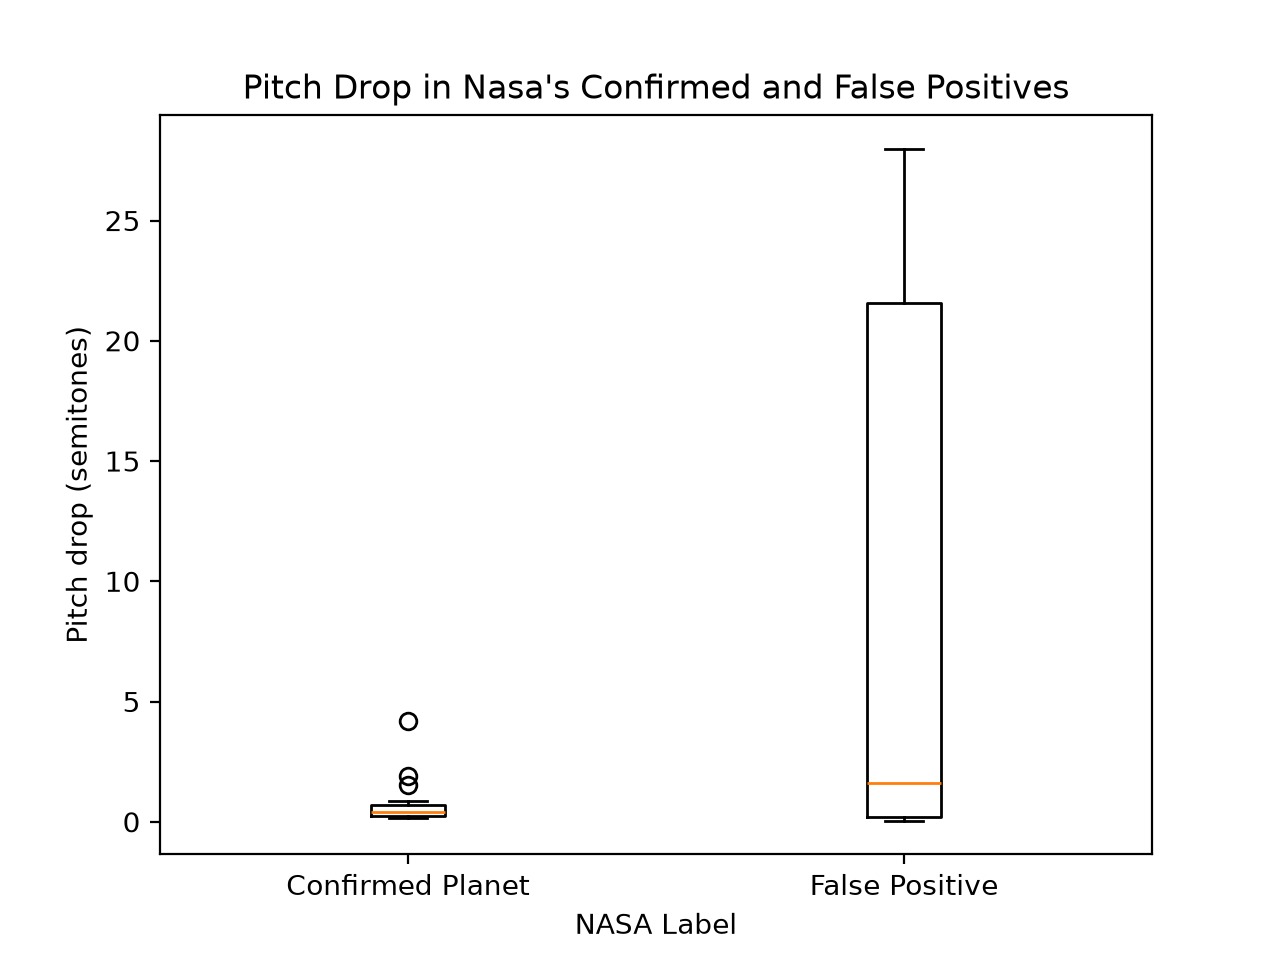 Pitch Drop in Nasa's Confirmed and False Positives
Pitch drop (semitones)
25
20
15
10
5
0
Confirmed Planet
False Positive
NASA Label